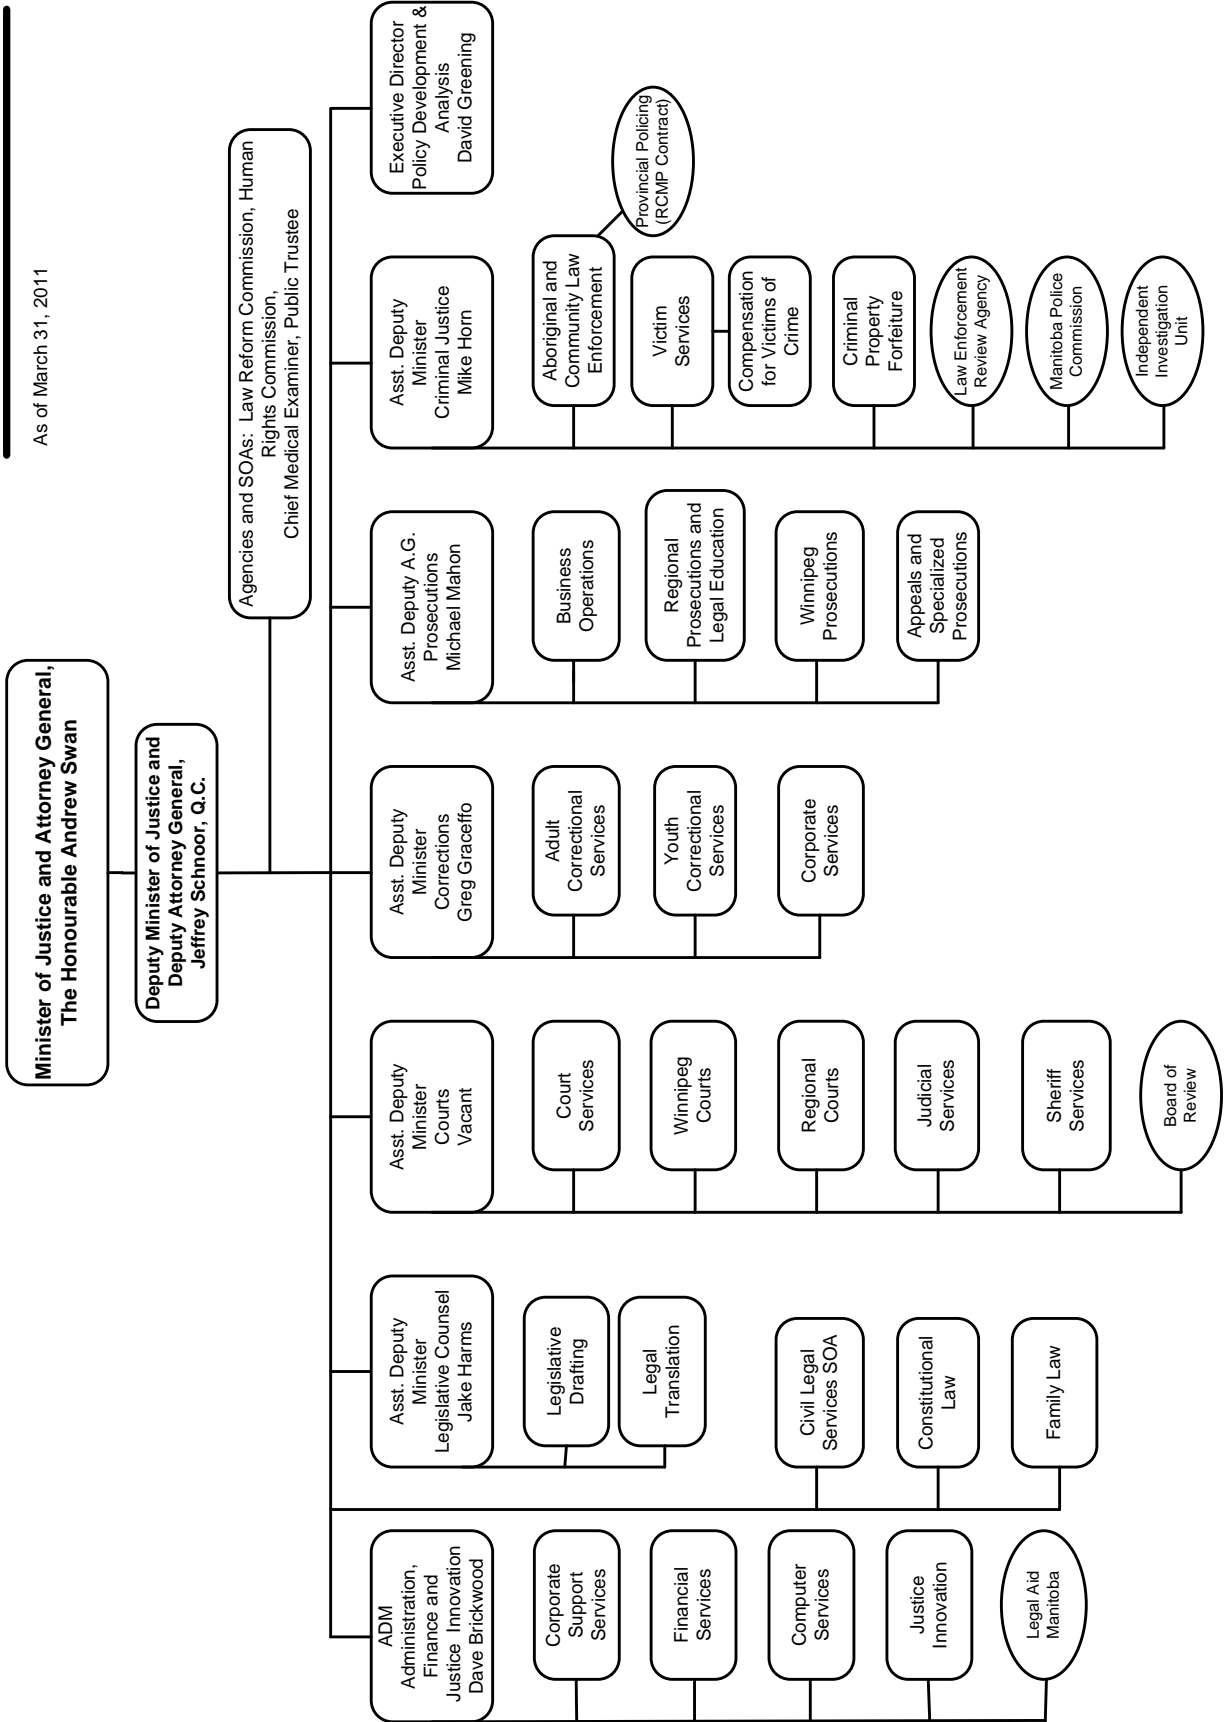 As of March 31, 2011
Minister of Justice and Attorney General,
The Honourable Andrew Swan
Deputy Minister of Justice and
Deputy Attorney General,
Jeffrey Schnoor, Q.C.
Agencies and SOAs: Law Reform Commission, Human
Rights Commission,
Chief Medical Examiner, Public Trustee
ADM
Administration,
Finance and
Justice Innovation
Dave Brickwood
Corporate
Support
Services
Financial
Services
Computer
Services
Justice
Innovation
Legal Aid
Manitoba
Asst. Deputy
Minister
Legislative Counsel
Jake Harms
Legislative
Drafting
Legal
Translation
Civil Legal
Services SOA
Constitutional
Law
Family Law
Asst. Deputy
Minister
Courts
Vacant
Court
Services
Winnipeg
Courts
Regional
Courts
Judicial
Services
Sheriff
Services
Board of
Review
Asst. Deputy
Minister
Corrections
Greg Graceffo
Adult
Correctional
Services
Youth
Correctional
Services
Corporate
Services
Asst. Deputy A.G.
Prosecutions
Michael Mahon
Business
Operations
Regional
Prosecutions and
Legal Education
Winnipeg
Prosecutions
Appeals and
Specialized
Prosecutions
Asst. Deputy
Minister
Criminal Justice
Mike Horn
Aboriginal and
Community Law
Enforcement
Provincial Policing
(RCMP Contract)
Victim
Services
Compensation
for Victims of
Crime
Criminal
Property
Forfeiture
Law Enforcement
Review Agency
Manitoba Police
Commission
Independent
Investigation
Unit
Executive Director
Policy Development &
Analysis
David Greening